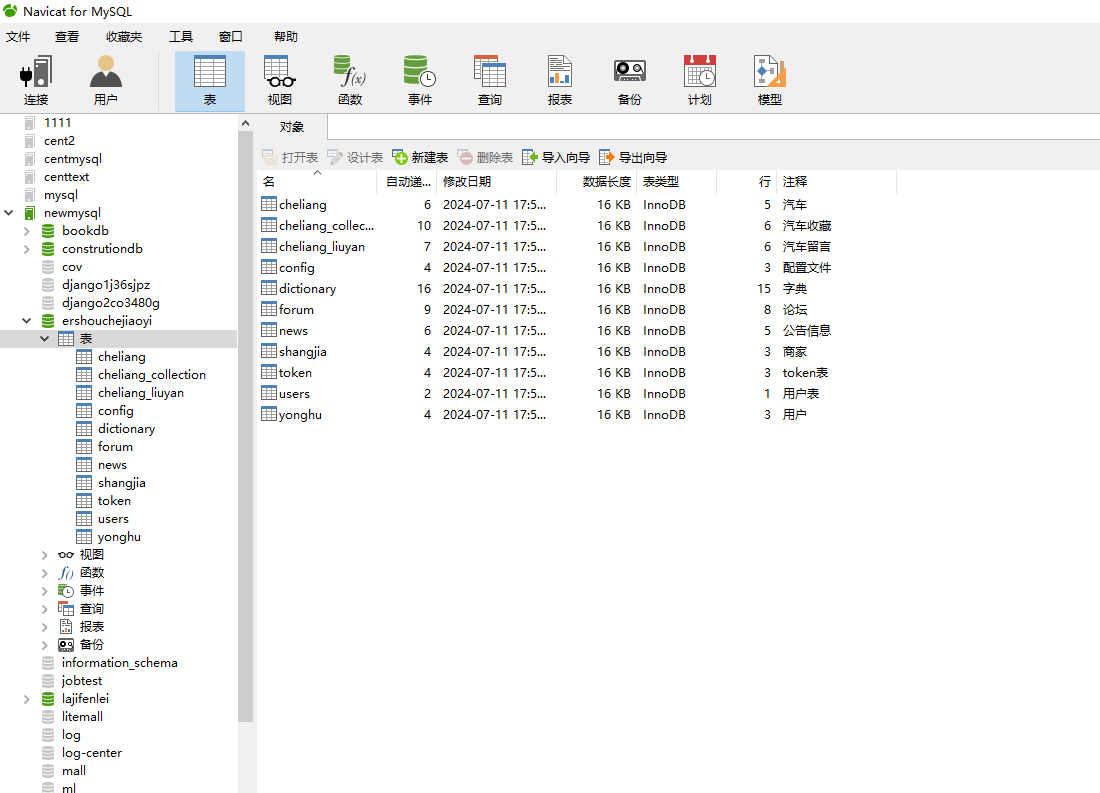 Navicat for MySQL
文件 查看 收藏夹 工具 窗口 帮助
连接 用户 表 视图 函数 事件 查询 报表 备份 计划 模型
1111
cent2
centmysql
centtext
mysql
newmysql
bookdb
construtiondb
cov
django1j36sjpz
django2co3480g
ershouchejiaoyi
表
cheliang
cheliang_collection
cheliang_liuyan
config
dictionary
forum
news
shangjia
token
users
yonghu
视图
函数
事件
查询
报表
备份
information_schema
jobtest
lajifenlei
litemall
log
log-center
mall
ml
对象
打开表 设计表 新建表 删除表 导入向导 导出向导
名 自动递... 修改日期 数据长度 表类型 行 注释
cheliang 6 2024-07-11 17:5... 16 KB InnoDB 5 汽车
cheliang_collec... 10 2024-07-11 17:5... 16 KB InnoDB 6 汽车收藏
cheliang_liuyan 7 2024-07-11 17:5... 16 KB InnoDB 6 汽车留言
config 4 2024-07-11 17:5... 16 KB InnoDB 3 配置文件
dictionary 16 2024-07-11 17:5... 16 KB InnoDB 15 字典
forum 9 2024-07-11 17:5... 16 KB InnoDB 8 论坛
news 6 2024-07-11 17:5... 16 KB InnoDB 5 公告信息
shangjia 4 2024-07-11 17:5... 16 KB InnoDB 3 商家
token 4 2024-07-11 17:5... 16 KB InnoDB 3 token表
users 2 2024-07-11 17:5... 16 KB InnoDB 1 用户表
yonghu 4 2024-07-11 17:5... 16 KB InnoDB 3 用户